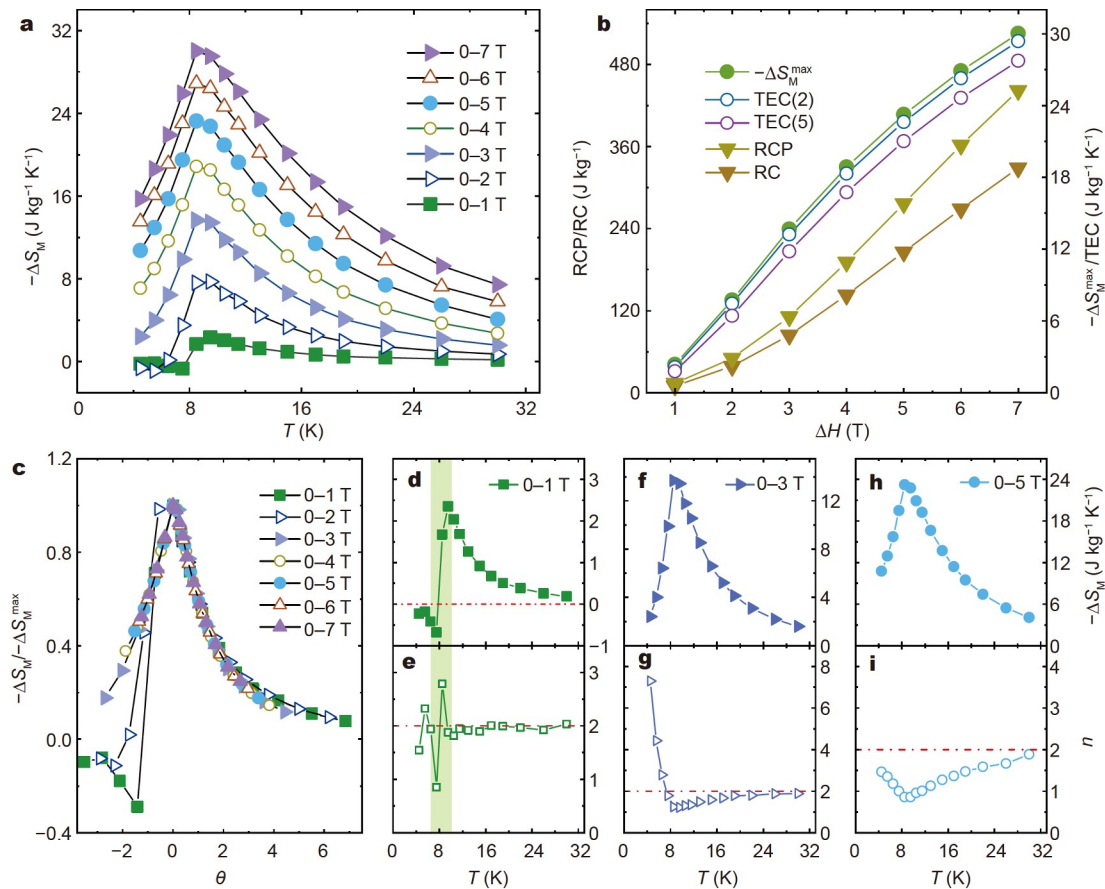 a
32
24
16
8
0
−ΔS_M (J kg⁻¹ K⁻¹)
0–7 T
0–6 T
0–5 T
0–4 T
0–3 T
0–2 T
0–1 T
0 8 16 24 32
T (K)
b
480
360
240
120
0
RCP/RC (J kg⁻¹)
−ΔS_M^max
TEC(2)
TEC(5)
RCP
RC
30
24
18
12
6
0
−ΔS_M^max/TEC (J kg⁻¹ K⁻¹)
1 2 3 4 5 6 7
ΔH (T)
c
1.2
0.8
0.4
0.0
−0.4
−ΔS_M/−ΔS_M^max
0–1 T
0–2 T
0–3 T
0–4 T
0–5 T
0–6 T
0–7 T
−2 0 2 4 6
θ
d
0–1 T
3
2
1
0
−1
e
3
2
1
0
0 8 16 24 32
T (K)
f
0–3 T
12
8
4
0
g
8
6
4
2
0
0 8 16 24 32
T (K)
h
0–5 T
24
20
16
12
8
4
0
−ΔS_M (J kg⁻¹ K⁻¹)
i
4
3
2
1
0
n
0 8 16 24 32
T (K)